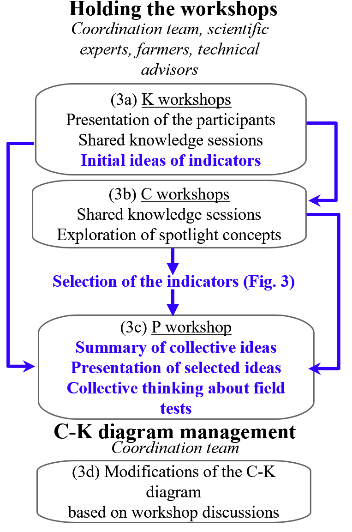 Holding the workshops
Coordination team, scientific
experts, farmers, technical
advisors
(3a) K workshops
Presentation of the participants
Shared knowledge sessions
Initial ideas of indicators
(3b) C workshops
Shared knowledge sessions
Exploration of spotlight concepts
Selection of the indicators (Fig. 3)
(3c) P workshop
Summary of collective ideas
Presentation of selected ideas
Collective thinking about field
tests
C-K diagram management
Coordination team
(3d) Modifications of the C-K
diagram
based on workshop discussions